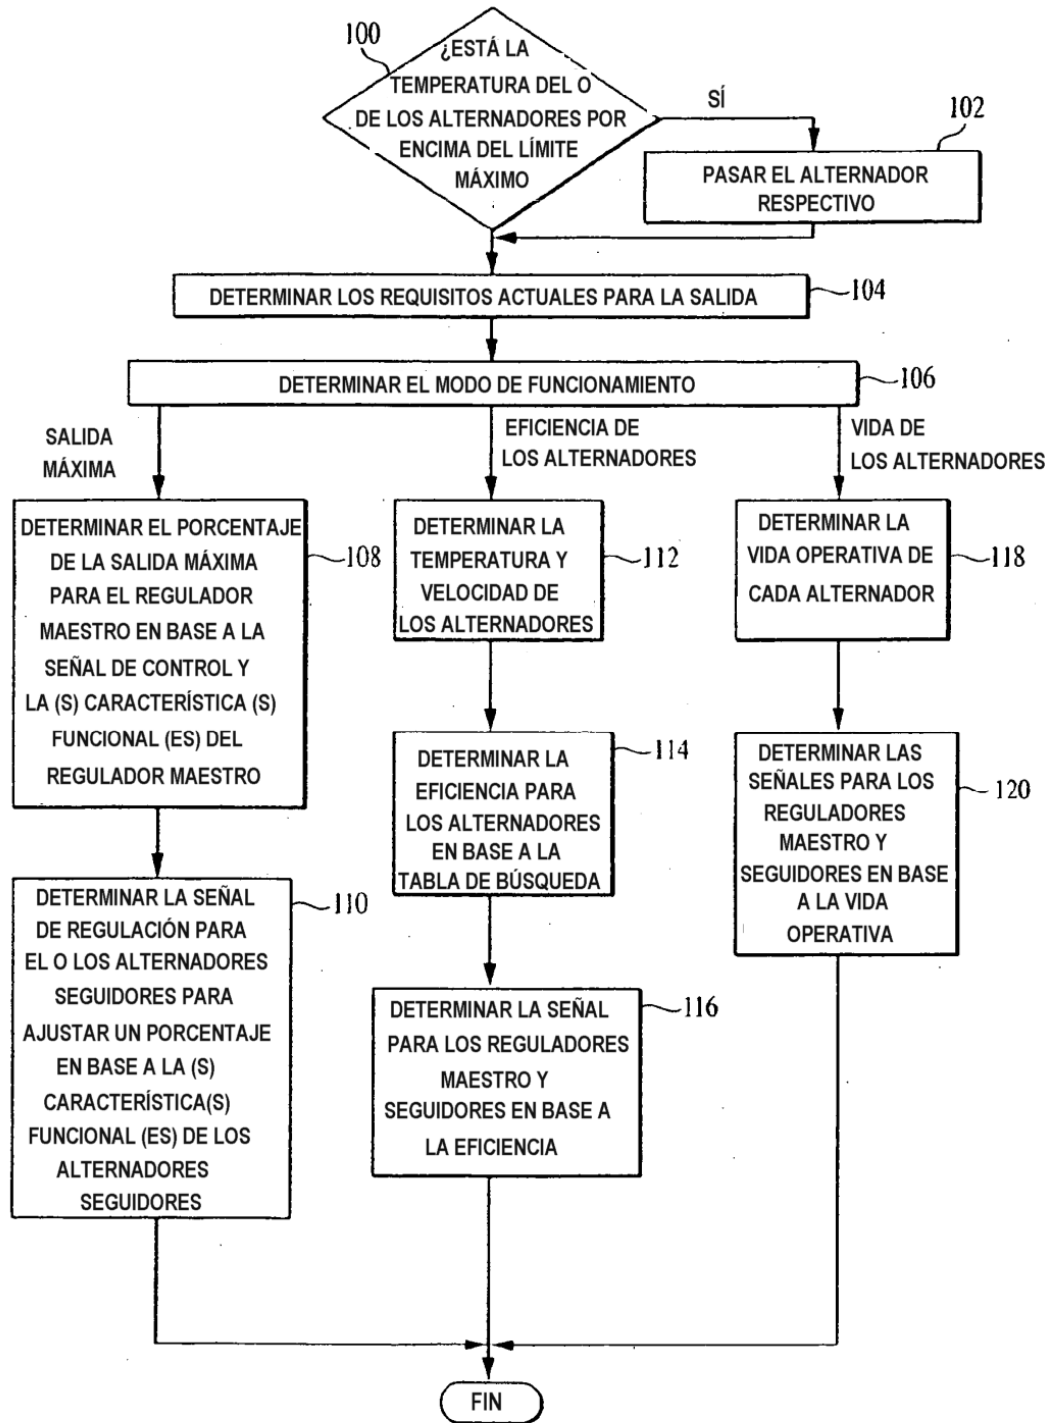 100
¿ESTÁ LA
TEMPERATURA DEL O
DE LOS ALTERNADORES POR
ENCIMA DEL LÍMITE
MÁXIMO
SÍ
102
PASAR EL ALTERNADOR
RESPECTIVO
DETERMINAR LOS REQUISITOS ACTUALES PARA LA SALIDA
104
DETERMINAR EL MODO DE FUNCIONAMIENTO
106
SALIDA
MÁXIMA
EFICIENCIA DE
LOS ALTERNADORES
VIDA DE
LOS ALTERNADORES
DETERMINAR EL PORCENTAJE
DE LA SALIDA MÁXIMA
PARA EL REGULADOR
MAESTRO EN BASE A LA
SEÑAL DE CONTROL Y
LA (S) CARACTERÍSTICA (S)
FUNCIONAL (ES) DEL
REGULADOR MAESTRO
108
DETERMINAR LA SEÑAL
DE REGULACIÓN PARA
EL O LOS ALTERNADORES
SEGUIDORES PARA
AJUSTAR UN PORCENTAJE
EN BASE A LA (S)
CARACTERÍSTICA(S)
FUNCIONAL (ES) DE LOS
ALTERNADORES
SEGUIDORES
110
DETERMINAR LA
TEMPERATURA Y
VELOCIDAD DE
LOS ALTERNADORES
112
DETERMINAR LA
EFICIENCIA PARA
LOS ALTERNADORES
EN BASE A LA
TABLA DE BÚSQUEDA
114
DETERMINAR LA SEÑAL
PARA LOS REGULADORES
MAESTRO Y
SEGUIDORES EN BASE A
LA EFICIENCIA
116
DETERMINAR LA
VIDA OPERATIVA DE
CADA ALTERNADOR
118
DETERMINAR LAS
SEÑALES PARA LOS
REGULADORES
MAESTRO Y
SEGUIDORES EN BASE
A LA VIDA
OPERATIVA
120
FIN